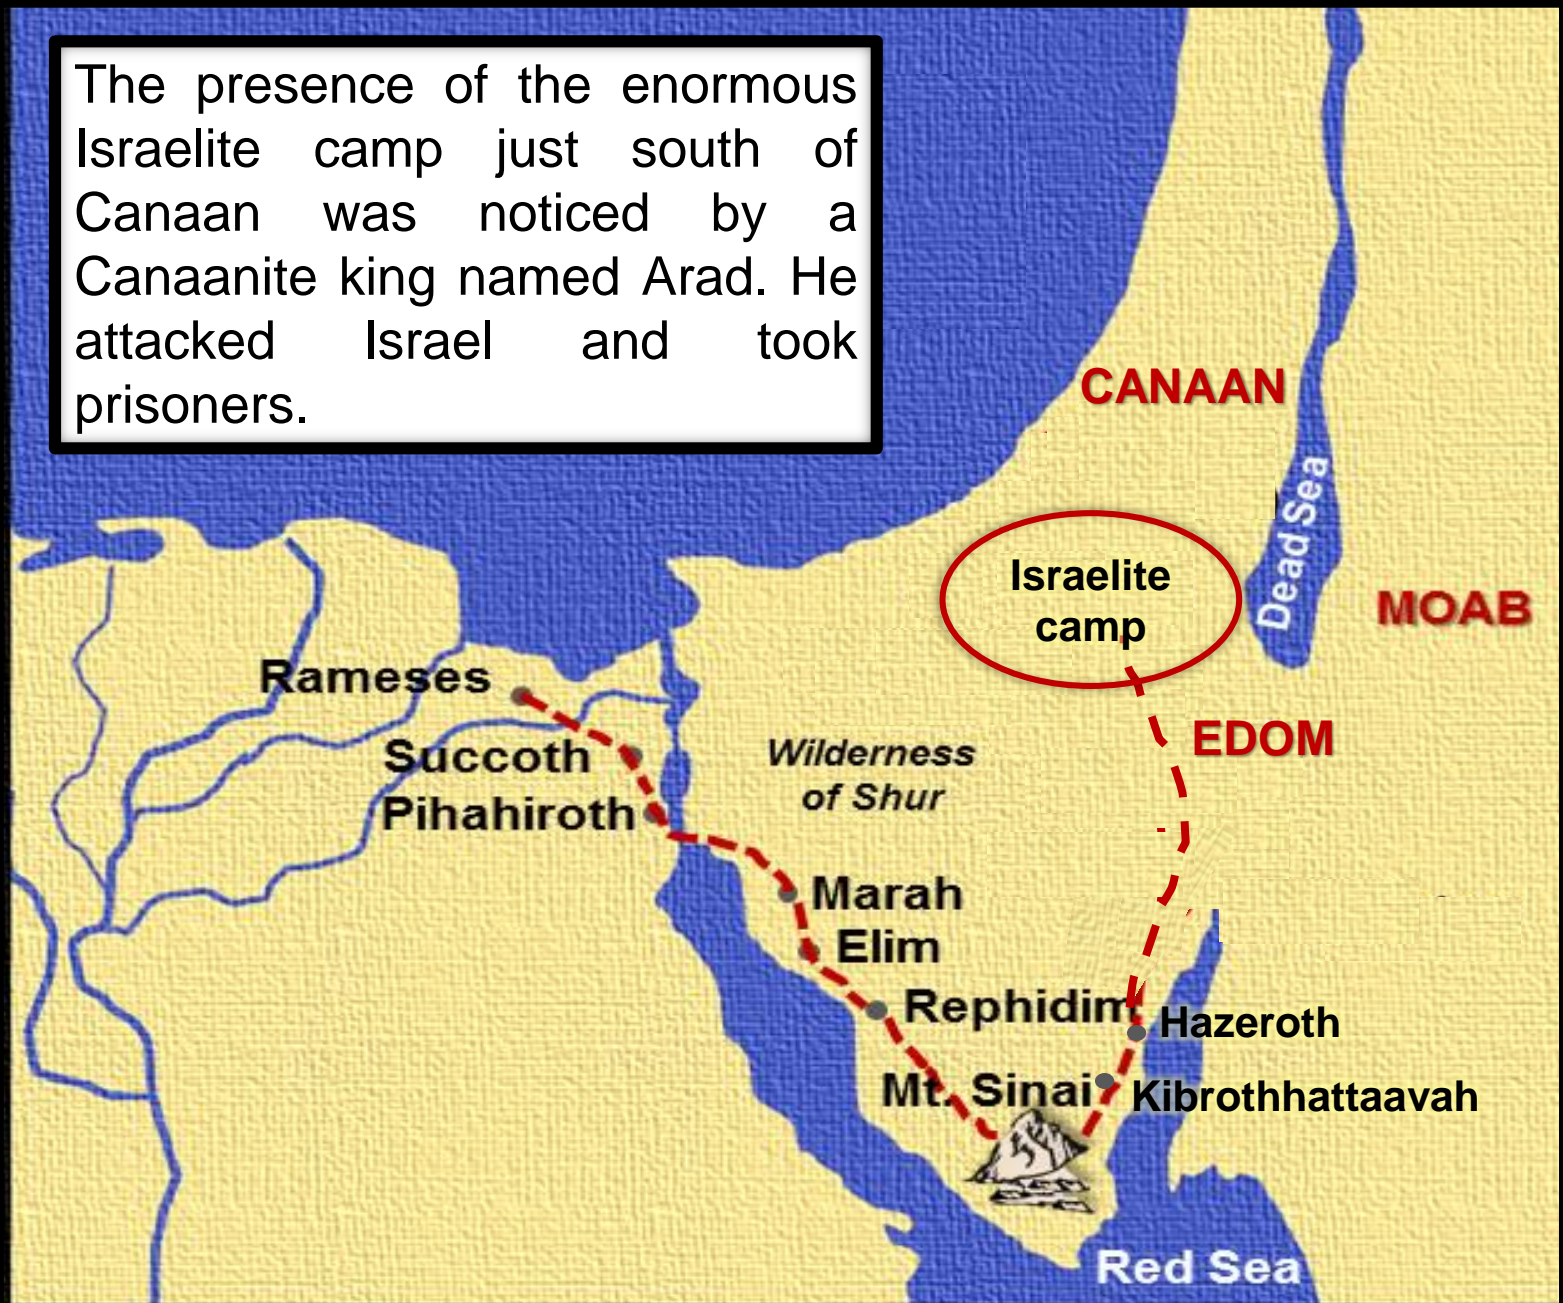 The presence of the enormous
Israelite camp just south of
Canaan was noticed by a
Canaanite king named Arad. He
attacked Israel and took
prisoners.
CANAAN
Dead Sea
Israelite
camp
MOAB
Rameses
EDOM
Succoth
Wilderness
of Shur
Pihahiroth
Marah
Elim
Rephidim
Hazeroth
Mt. Sinai
Kibrothhattaavah
Red Sea